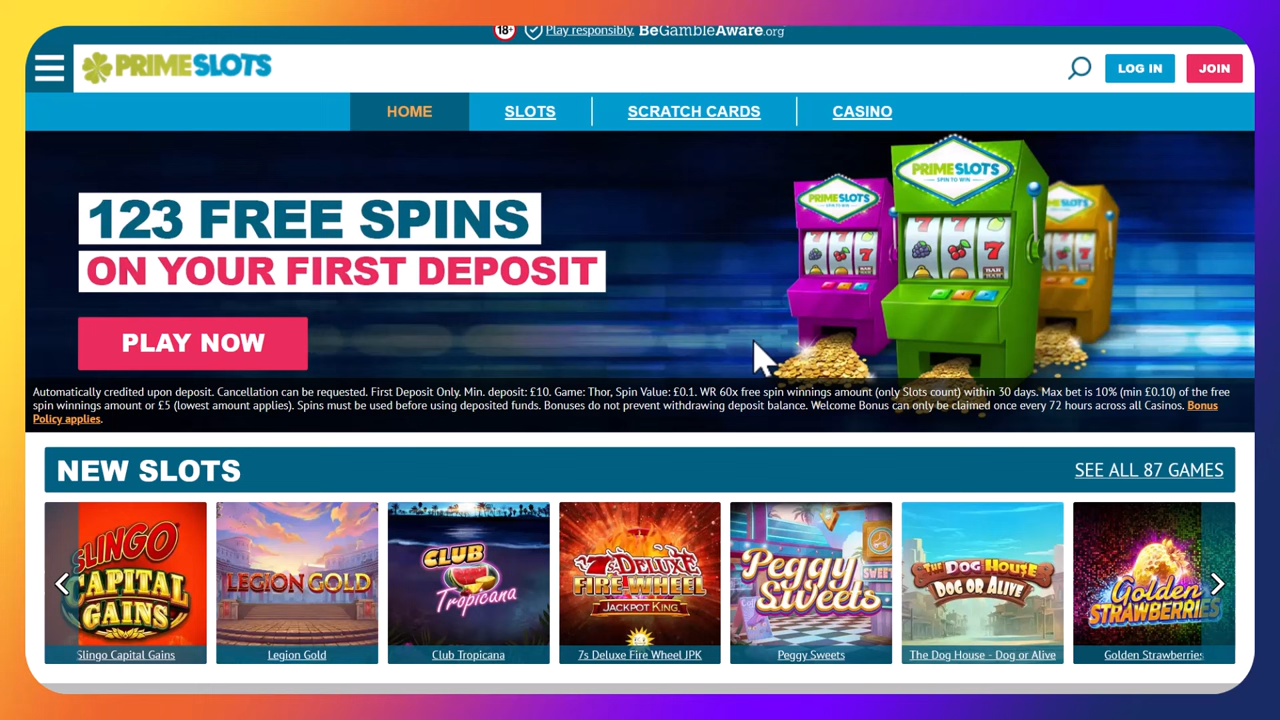 18+ Play responsibly. BeGambleAware.org
PRIMESLOTS
LOG IN
JOIN
HOME
SLOTS
SCRATCH CARDS
CASINO
123 FREE SPINS
ON YOUR FIRST DEPOSIT
PLAY NOW
PRIMESLOTS
PRIMESLOTS
SPIN TO WIN
Automatically credited upon deposit. Cancellation can be requested. First Deposit Only. Min. deposit: £10. Game: Thor, Spin Value: £0.1. WR 60x free spin winnings amount (only Slots count) within 30 days. Max bet is 10% (min £0.10) of the free
spin winnings amount or £5 (lowest amount applies). Spins must be used before using deposited funds. Bonuses do not prevent withdrawing deposit balance. Welcome Bonus can only be claimed once every 72 hours across all Casinos. Bonus
Policy applies.
NEW SLOTS
SEE ALL 87 GAMES
SLINGO
CAPITAL
GAINS
LEGION GOLD
CLUB
Tropicana
7s DELUXE
FIRE WHEEL
JACKPOT KING
Peggy
Sweets
THE DOG HOUSE
DOG OR ALIVE
Golden
STRAWBERRIES
Slingo Capital Gains
Legion Gold
Club Tropicana
7s Deluxe Fire Wheel JPK
Peggy Sweets
The Dog House - Dog or Alive
Golden Strawberries